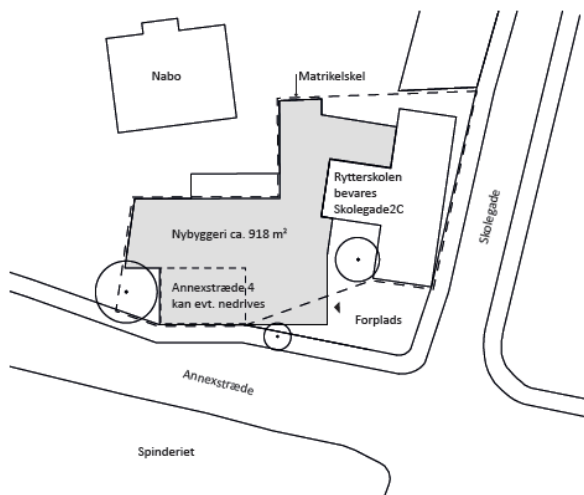 Nabo
Matrikelskel
Rytterskolen
bevares
Skolegade2C
Skolegade
Nybyggeri ca. 918 m²
Annexstræde 4
kan evt. nedrives
Forplads
Annexstræde
Spinderiet